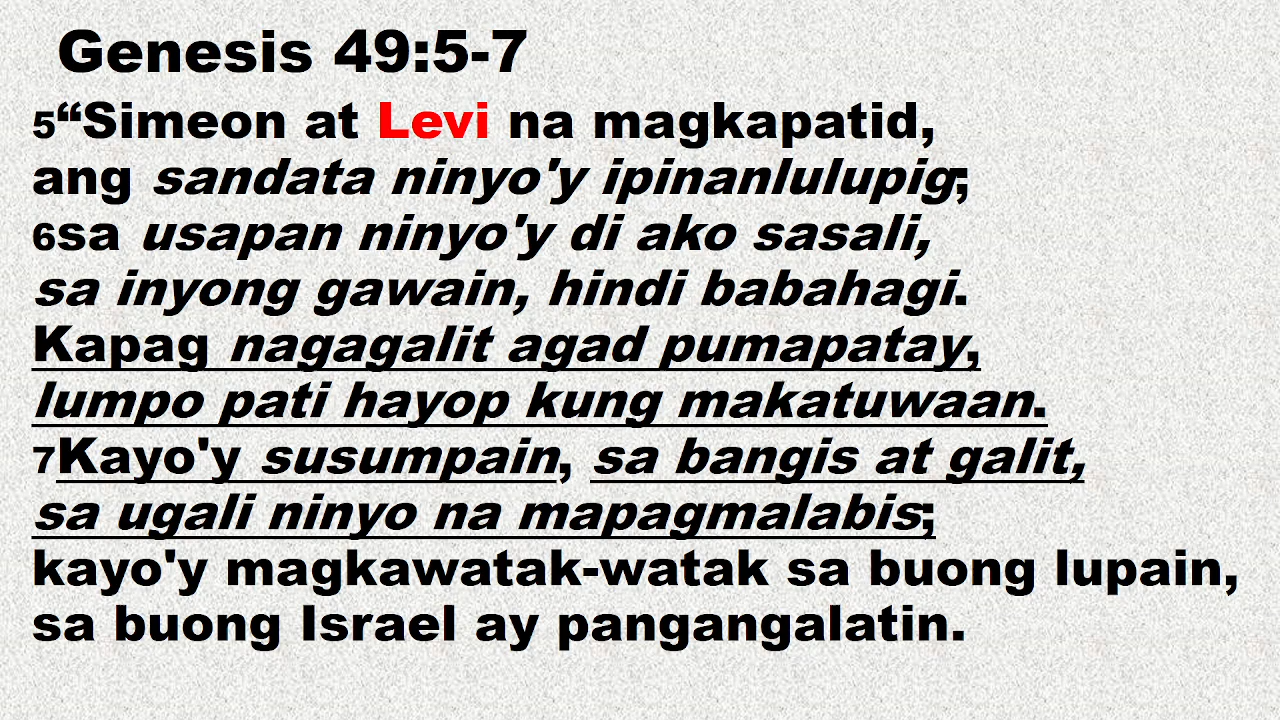 Genesis 49:5-7
5“Simeon at Levi na magkapatid,
ang sandata ninyo'y ipinanlulupig;
6sa usapan ninyo'y di ako sasali,
sa inyong gawain, hindi babahagi.
Kapag nagagalit agad pumapatay,
lumpo pati hayop kung makatuwaan.
7Kayo'y susumpain, sa bangis at galit,
sa ugali ninyo na mapagmalabis;
kayo'y magkawatak-watak sa buong lupain,
sa buong Israel ay pangangalatin.